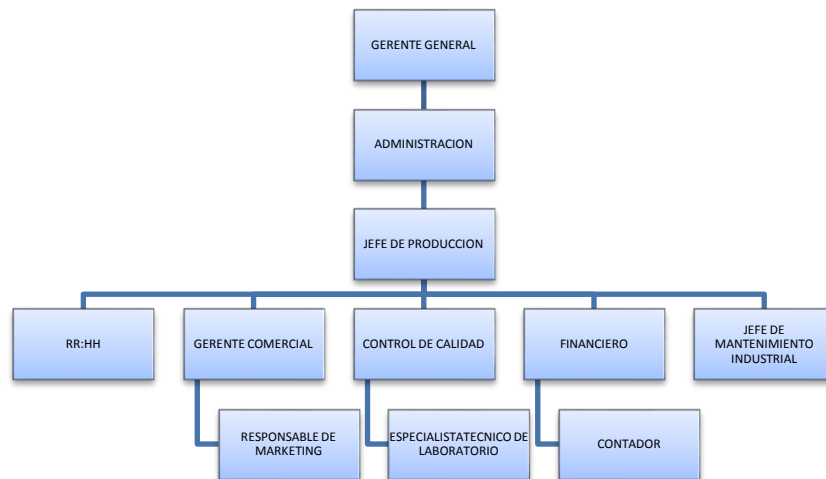 GERENTE GENERAL
ADMINISTRACION
JEFE DE PRODUCCION
RR:HH
GERENTE COMERCIAL
CONTROL DE CALIDAD
FINANCIERO
JEFE DE
MANTENIMIENTO
INDUSTRIAL
RESPONSABLE DE
MARKETING
ESPECIALISTATECNICO DE
LABORATORIO
CONTADOR